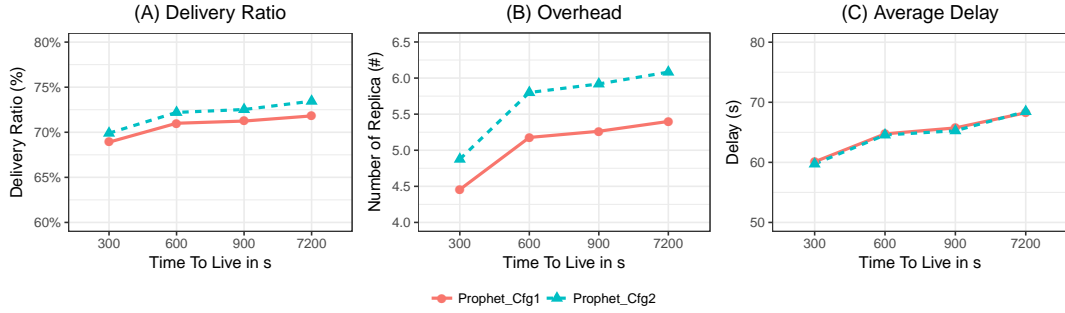 (A) Delivery Ratio
Delivery Ratio (%)
80%
75%
70%
65%
60%
300 600 900 7200
Time To Live in s
(B) Overhead
Number of Replica (#)
6.5
6.0
5.5
5.0
4.5
4.0
300 600 900 7200
Time To Live in s
(C) Average Delay
Delay (s)
80
70
60
50
300 600 900 7200
Time To Live in s
Prophet_Cfg1 Prophet_Cfg2